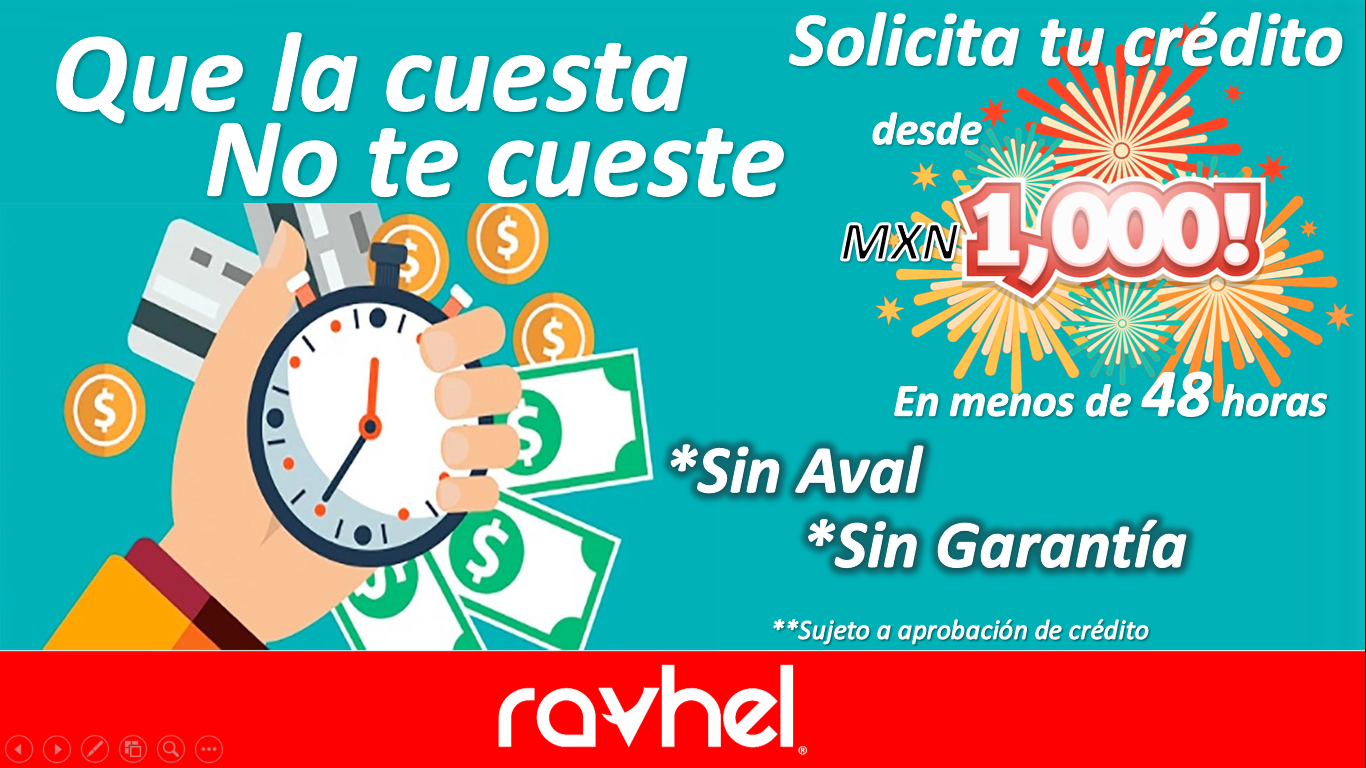 Que la cuesta
No te cueste
Solicita tu crédito
desde
MXN 1,000!
En menos de 48 horas
*Sin Aval
*Sin Garantía
**Sujeto a aprobación de crédito
ravhel®